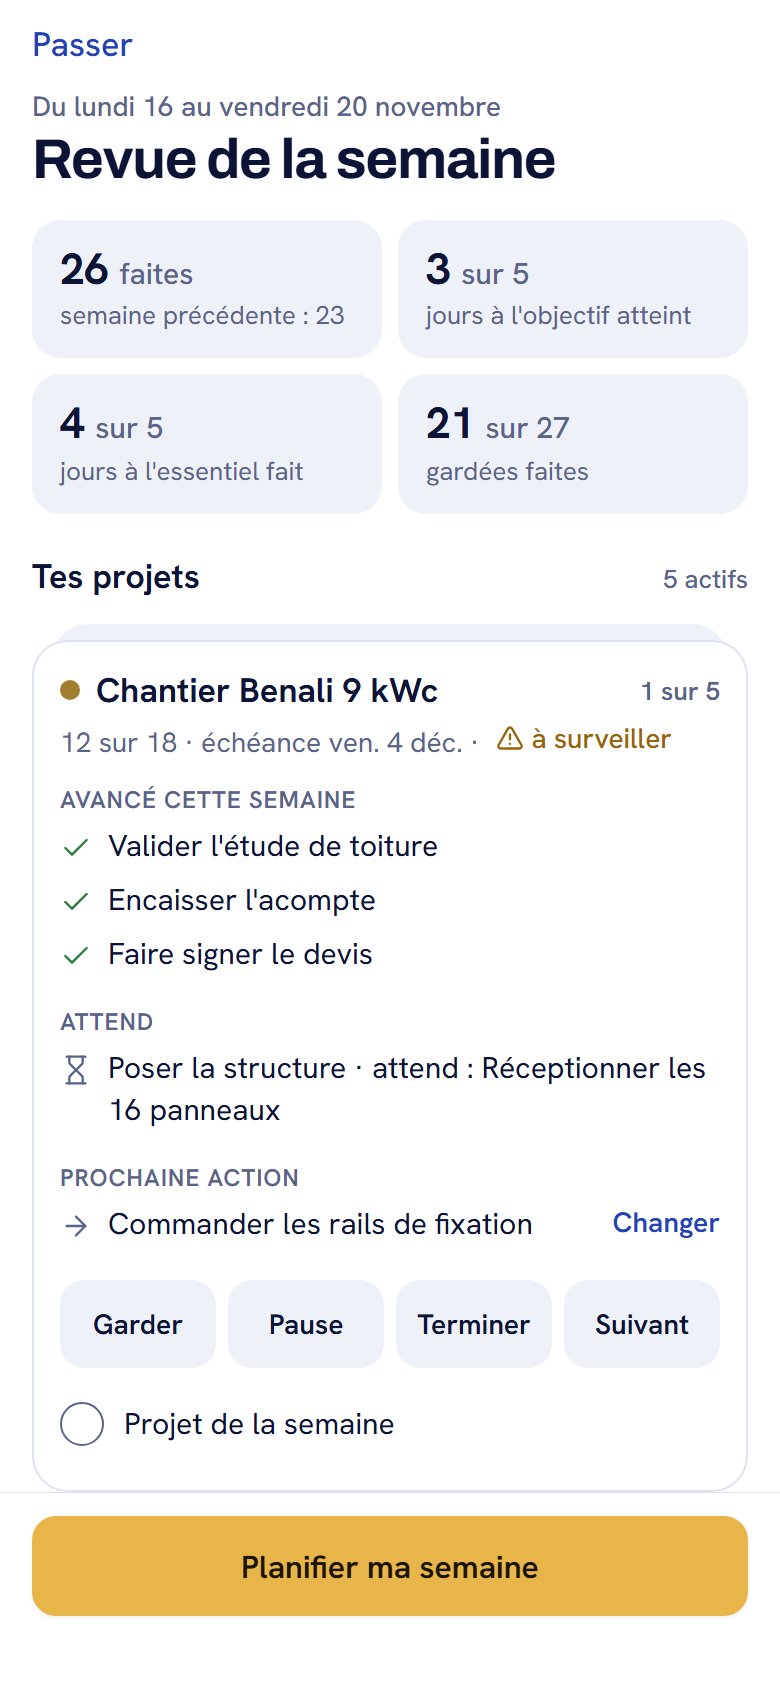 Passer
Du lundi 16 au vendredi 20 novembre
Revue de la semaine
26 faites
semaine précédente : 23
3 sur 5
jours à l'objectif atteint
4 sur 5
jours à l'essentiel fait
21 sur 27
gardées faites
Tes projets
5 actifs
Chantier Benali 9 kWc
1 sur 5
12 sur 18 · échéance ven. 4 déc. · à surveiller
AVANCÉ CETTE SEMAINE
Valider l'étude de toiture
Encaisser l'acompte
Faire signer le devis
ATTEND
Poser la structure · attend : Réceptionner les
16 panneaux
PROCHAINE ACTION
Commander les rails de fixation
Changer
Garder
Pause
Terminer
Suivant
Projet de la semaine
Planifier ma semaine